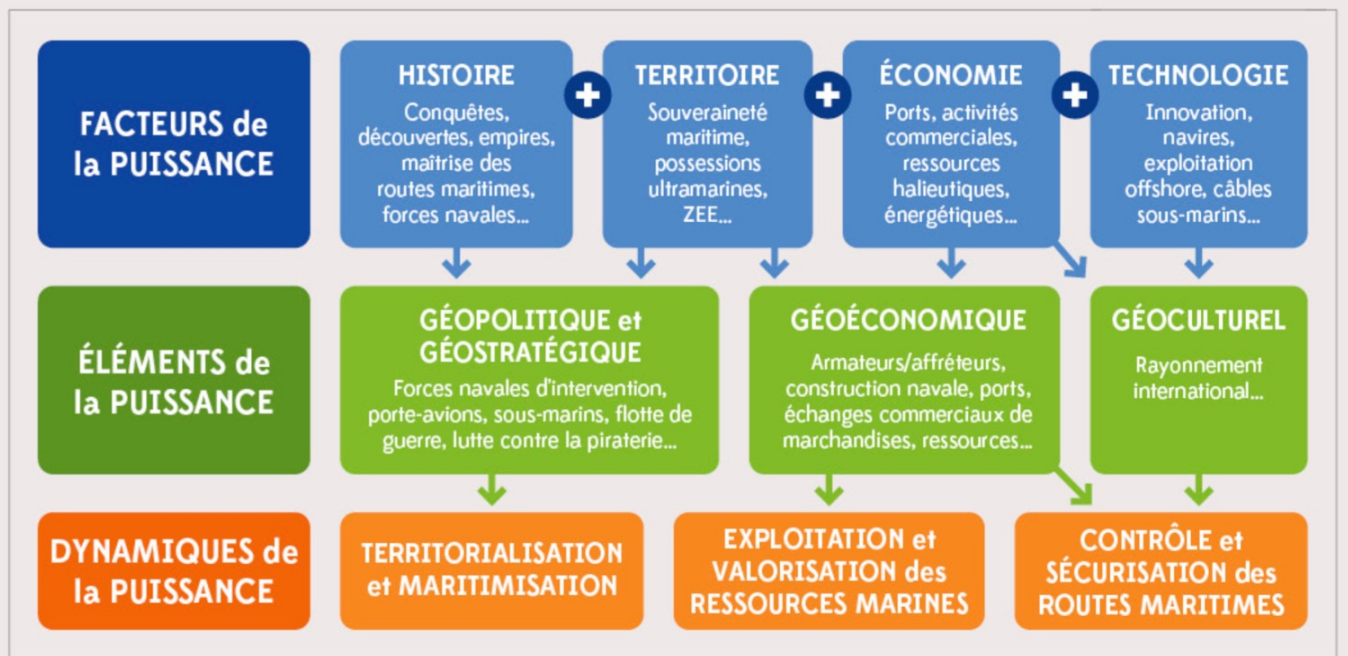 FACTEURS de
la PUISSANCE
HISTOIRE
Conquêtes,
découvertes, empires,
maîtrise des
routes maritimes,
forces navales...
+
TERRITOIRE
Souveraineté
maritime,
possessions
ultramarines,
ZEE...
+
ÉCONOMIE
Ports, activités
commerciales,
ressources
halieutiques,
énergétiques...
+
TECHNOLOGIE
Innovation,
navires,
exploitation
offshore, câbles
sous-marins...
ÉLÉMENTS de
la PUISSANCE
GÉOPOLITIQUE et
GÉOSTRATÉGIQUE
Forces navales d'intervention,
porte-avions, sous-marins, flotte de
guerre, lutte contre la piraterie...
GÉOÉCONOMIQUE
Armateurs/affréteurs,
construction navale, ports,
échanges commerciaux de
marchandises, ressources...
GÉOCULTUREL
Rayonnement
international...
DYNAMIQUES de
la PUISSANCE
TERRITORIALISATION
et MARITIMISATION
EXPLOITATION et
VALORISATION des
RESSOURCES MARINES
CONTRÔLE et
SÉCURISATION des
ROUTES MARITIMES